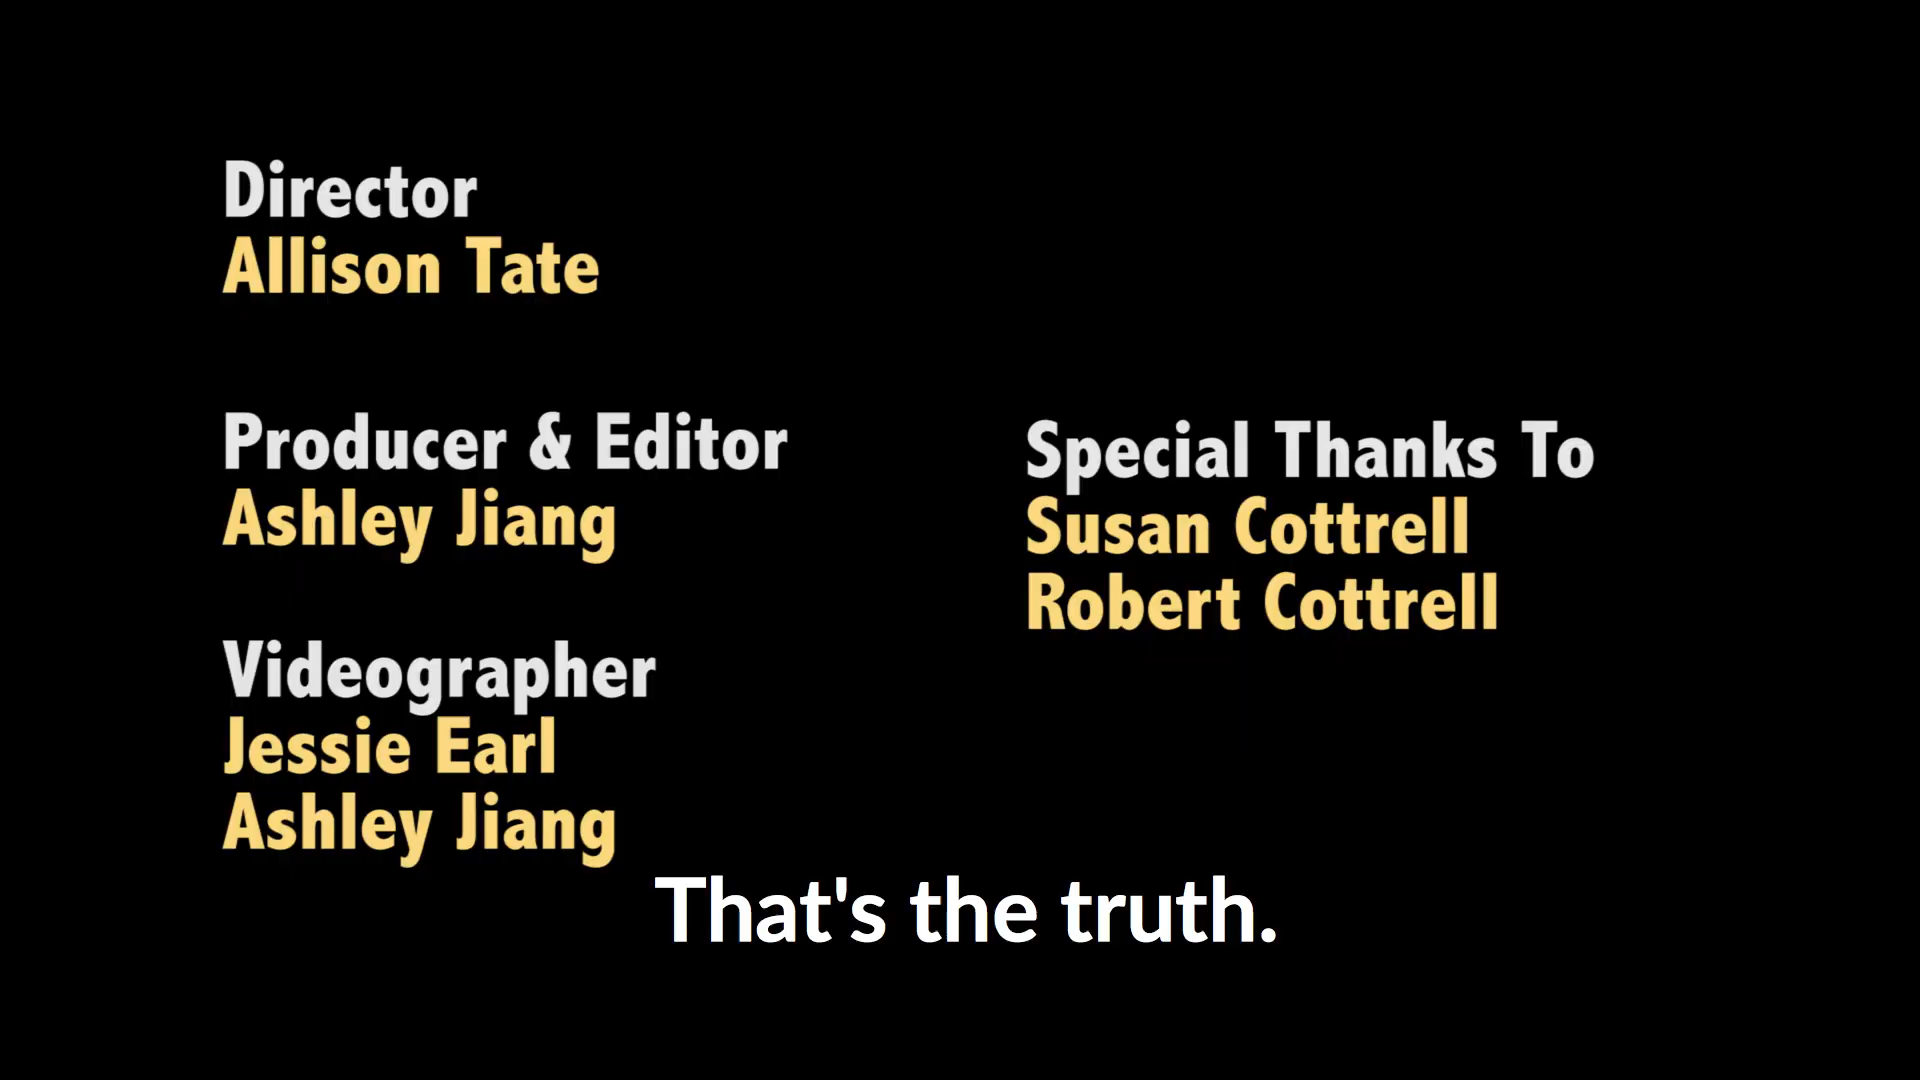 Director
Allison Tate
Producer & Editor
Ashley Jiang
Videographer
Jessie Earl
Ashley Jiang
Special Thanks To
Susan Cottrell
Robert Cottrell
That's the truth.